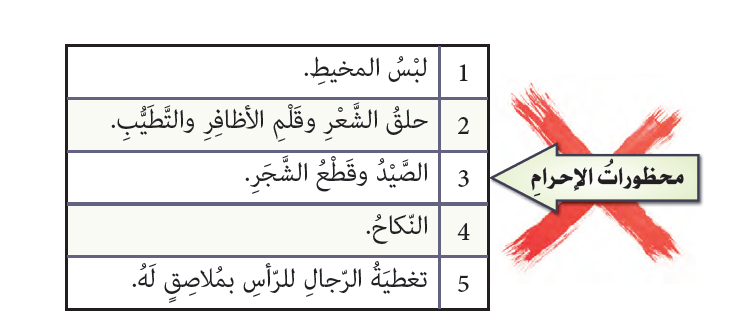 محظوراتُ الإحرامِ
1 لبْسُ المخيطِ.
2 حلقُ الشَّعْرِ وقَلْمِ الأظافِرِ والتَّطَيُّبِ.
3 الصَّيْدُ وقَطْعُ الشَّجَرِ.
4 النّكاحُ.
5 تغطيَةُ الرّجالِ للرّأسِ بمُلاصِقٍ لَهُ.